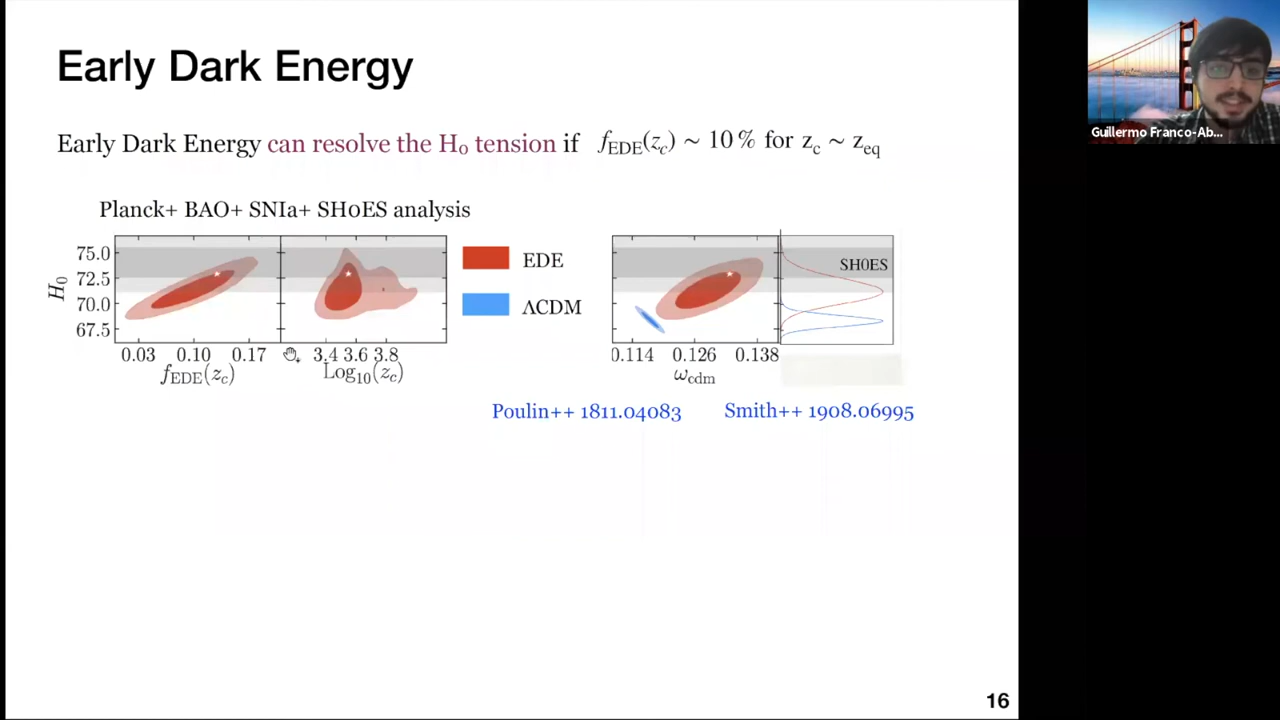 Early Dark Energy
Early Dark Energy can resolve the H₀ tension if f_EDE(z_c) ~ 10 % for z_c ~ z_eq
Planck+ BAO+ SNIa+ SH0ES analysis
75.0
72.5
70.0
67.5
H₀
0.03 0.10 0.17
f_EDE(z_c)
3.4 3.6 3.8
Log₁₀(z_c)
EDE
ΛCDM
SH0ES
0.114 0.126 0.138
ω_cdm
Poulin++ 1811.04083 Smith++ 1908.06995
16
Guillermo Franco-Ab...